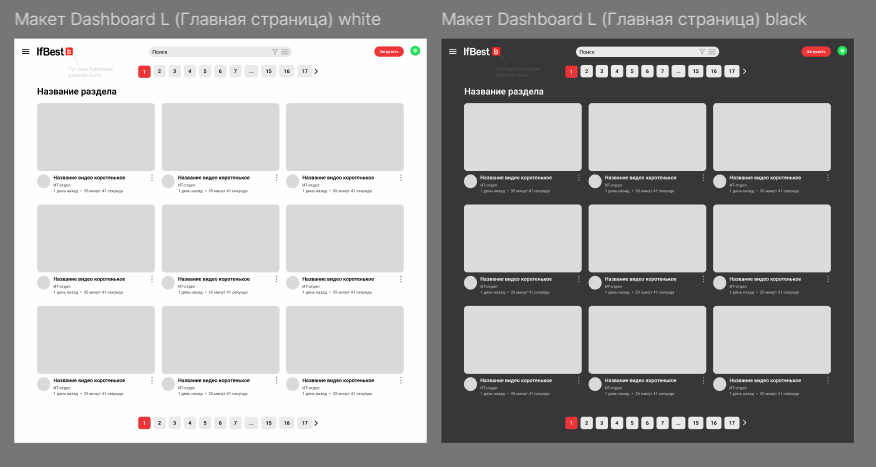 Макет Dashboard L (Главная страница) white
IfBest b
Поиск
Загрузить
Тут еще Enterprise
должно быть
1 2 3 4 5 6 7 ... 15 16 17
Название раздела
Название видео коротенькое
ИТ-отдел
1 день назад • 35 минут 41 секунда
Название видео коротенькое
ИТ-отдел
1 день назад • 35 минут 41 секунда
Название видео коротенькое
ИТ-отдел
1 день назад • 35 минут 41 секунда
Название видео коротенькое
ИТ-отдел
1 день назад • 35 минут 41 секунда
Название видео коротенькое
ИТ-отдел
1 день назад • 35 минут 41 секунда
Название видео коротенькое
ИТ-отдел
1 день назад • 35 минут 41 секунда
Название видео коротенькое
ИТ-отдел
1 день назад • 35 минут 41 секунда
Название видео коротенькое
ИТ-отдел
1 день назад • 35 минут 41 секунда
Название видео коротенькое
ИТ-отдел
1 день назад • 35 минут 41 секунда
1 2 3 4 5 6 7 ... 15 16 17
Макет Dashboard L (Главная страница) black
IfBest b
Поиск
Загрузить
Тут еще Enterprise
должно быть
1 2 3 4 5 6 7 ... 15 16 17
Название раздела
Название видео коротенькое
ИТ-отдел
1 день назад • 35 минут 41 секунда
Название видео коротенькое
ИТ-отдел
1 день назад • 35 минут 41 секунда
Название видео коротенькое
ИТ-отдел
1 день назад • 35 минут 41 секунда
Название видео коротенькое
ИТ-отдел
1 день назад • 35 минут 41 секунда
Название видео коротенькое
ИТ-отдел
1 день назад • 35 минут 41 секунда
Название видео коротенькое
ИТ-отдел
1 день назад • 35 минут 41 секунда
Название видео коротенькое
ИТ-отдел
1 день назад • 35 минут 41 секунда
Название видео коротенькое
ИТ-отдел
1 день назад • 35 минут 41 секунда
Название видео коротенькое
ИТ-отдел
1 день назад • 35 минут 41 секунда
1 2 3 4 5 6 7 ... 15 16 17